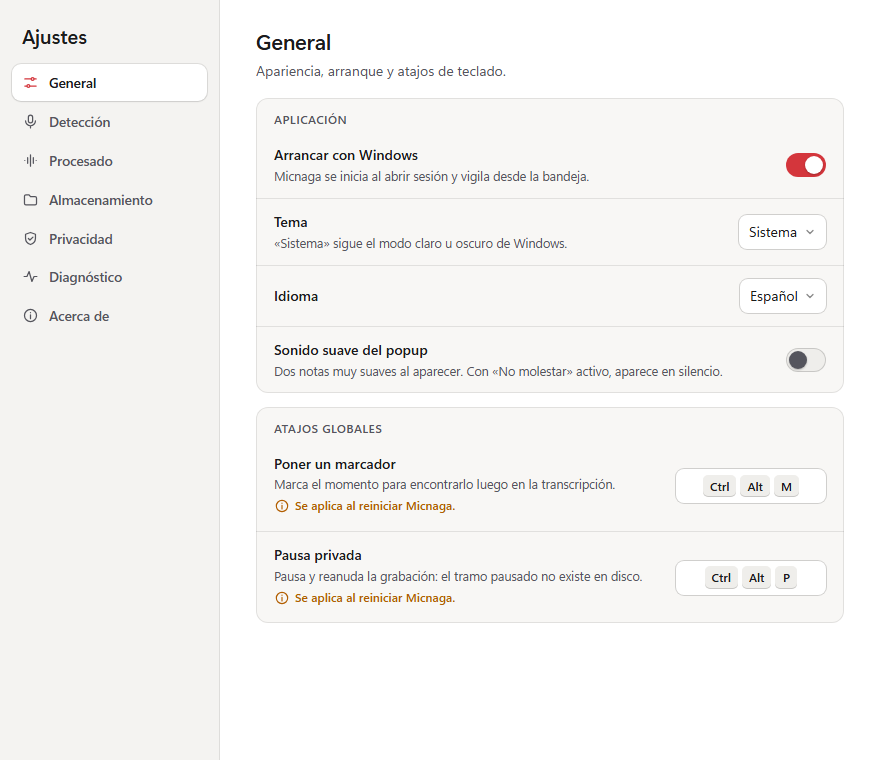 Ajustes
General
Detección
Procesado
Almacenamiento
Privacidad
Diagnóstico
Acerca de
General
Apariencia, arranque y atajos de teclado.
APLICACIÓN
Arrancar con Windows
Micnaga se inicia al abrir sesión y vigila desde la bandeja.
Tema
«Sistema» sigue el modo claro u oscuro de Windows.
Sistema
Idioma
Español
Sonido suave del popup
Dos notas muy suaves al aparecer. Con «No molestar» activo, aparece en silencio.
ATAJOS GLOBALES
Poner un marcador
Marca el momento para encontrarlo luego en la transcripción.
Se aplica al reiniciar Micnaga.
Ctrl Alt M
Pausa privada
Pausa y reanuda la grabación: el tramo pausado no existe en disco.
Se aplica al reiniciar Micnaga.
Ctrl Alt P